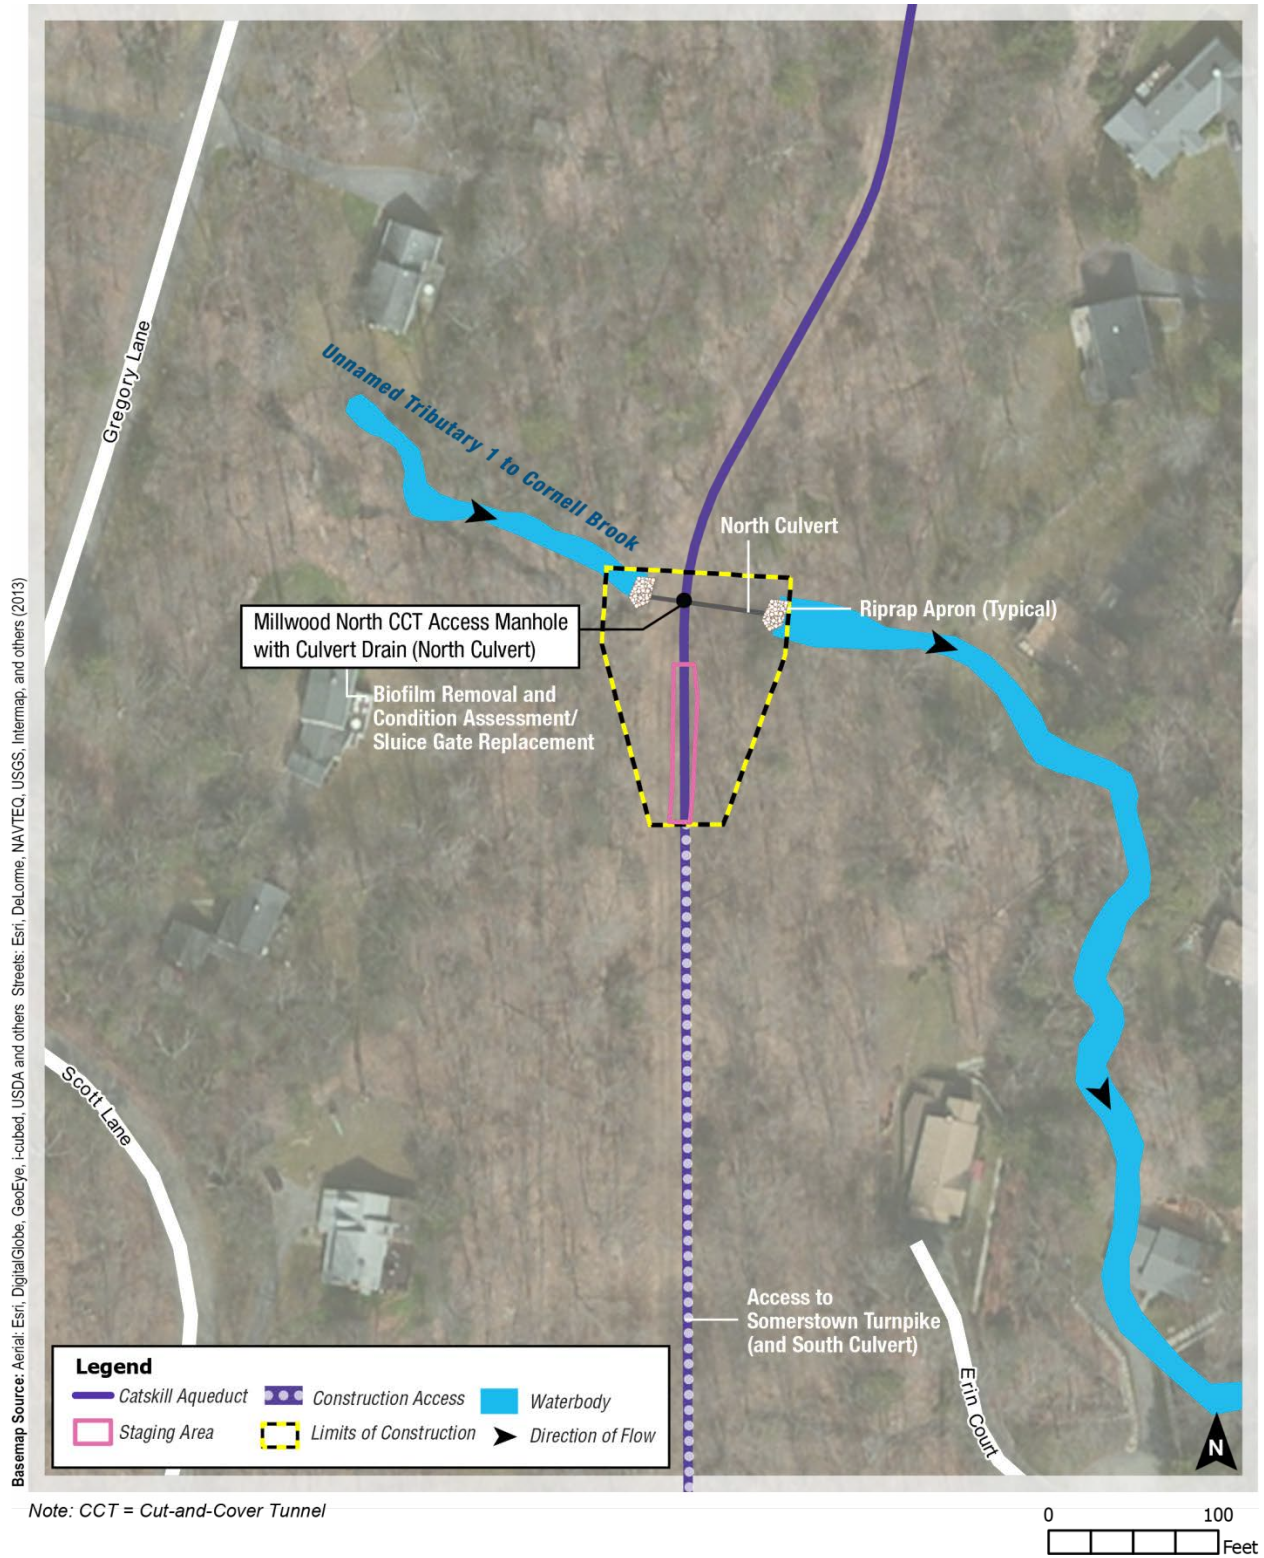 Gregory Lane
Unnamed Tributary 1 to Cornell Brook
North Culvert
Riprap Apron (Typical)
Millwood North CCT Access Manhole
with Culvert Drain (North Culvert)
Biofilm Removal and
Condition Assessment/
Sluice Gate Replacement
Scott Lane
Access to
Somerstown Turnpike
(and South Culvert)
Erin Court
Legend
Catskill Aqueduct
Construction Access
Waterbody
Staging Area
Limits of Construction
Direction of Flow
N
Basemap Source: Aerial: Esri, DigitalGlobe, GeoEye, i-cubed, USDA and others Streets: Esri, DeLorme, NAVTEQ, USGS, Intermap, and others (2013)
Note: CCT = Cut-and-Cover Tunnel
0 100
Feet